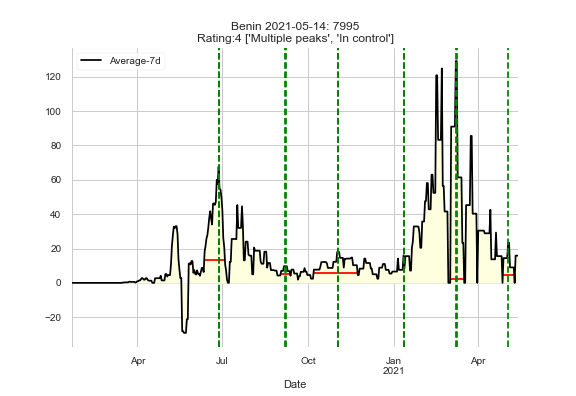 Benin 2021-05-14: 7995
Rating:4 ['Multiple peaks', 'In control']
Average-7d
120
100
80
60
40
20
0
−20
Apr
Jul
Oct
Jan
2021
Apr
Date